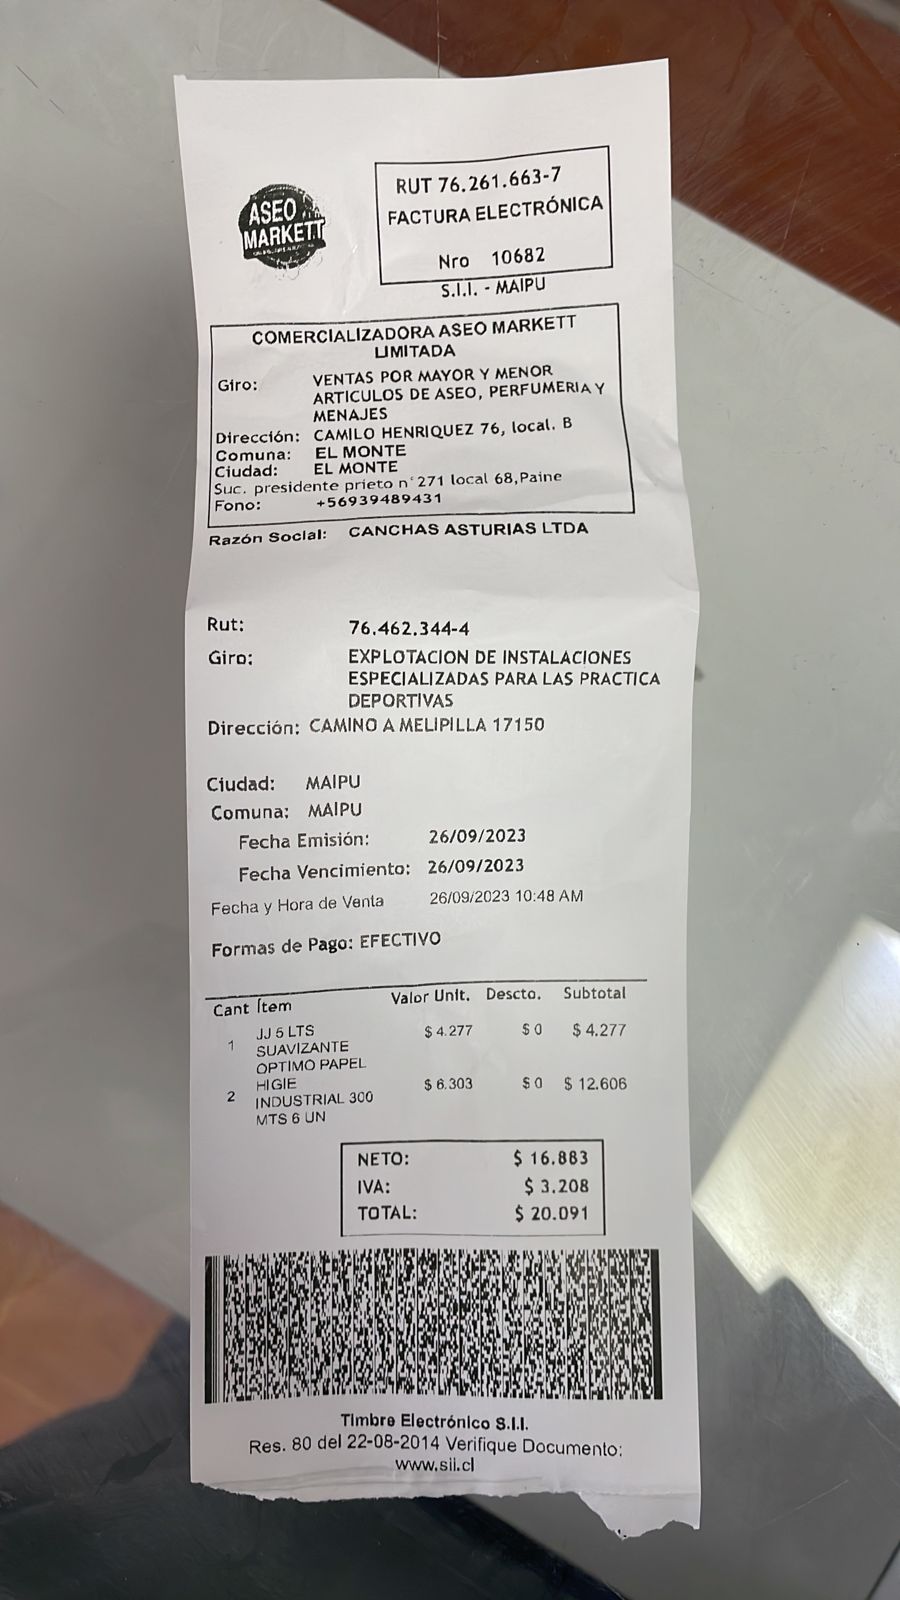 ASEO
MARKETT
RUT 76.261.663-7
FACTURA ELECTRÓNICA
Nro 10682
S.I.I. - MAIPU
COMERCIALIZADORA ASEO MARKETT
LIMITADA
Giro: VENTAS POR MAYOR Y MENOR
ARTICULOS DE ASEO, PERFUMERIA Y
MENAJES
Dirección: CAMILO HENRIQUEZ 76, local. B
Comuna: EL MONTE
Ciudad: EL MONTE
Suc. presidente prieto n°271 local 68,Paine
Fono: +56939489431
Razón Social: CANCHAS ASTURIAS LTDA
Rut: 76.462.344-4
Giro: EXPLOTACION DE INSTALACIONES
ESPECIALIZADAS PARA LAS PRACTICA
DEPORTIVAS
Dirección: CAMINO A MELIPILLA 17150
Ciudad: MAIPU
Comuna: MAIPU
Fecha Emisión: 26/09/2023
Fecha Vencimiento: 26/09/2023
Fecha y Hora de Venta 26/09/2023 10:48 AM
Formas de Pago: EFECTIVO
Cant Ítem Valor Unit. Descto. Subtotal
JJ 5 LTS $ 4.277 $ 0 $ 4.277
1 SUAVIZANTE
OPTIMO PAPEL
HIGIE $ 6.303 $ 0 $ 12.606
2 INDUSTRIAL 300
MTS 6 UN
NETO: $ 16.883
IVA: $ 3.208
TOTAL: $ 20.091
Timbre Electrónico S.I.I.
Res. 80 del 22-08-2014 Verifique Documento:
www.sii.cl